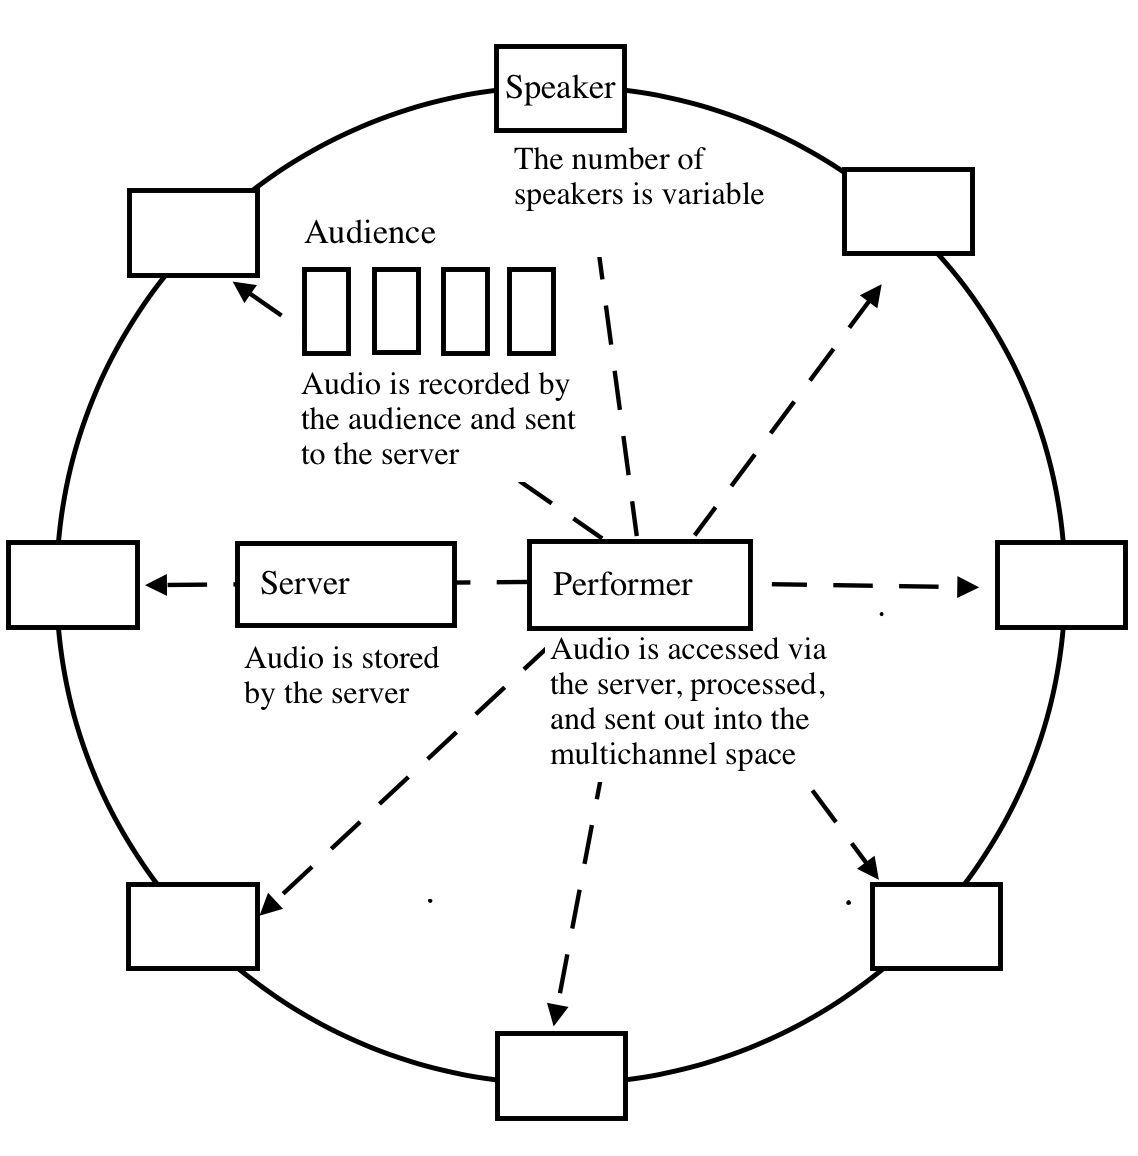 Speaker
The number of
speakers is variable
Audience
Audio is recorded by
the audience and sent
to the server
Server
Performer
Audio is stored
by the server
Audio is accessed via
the server, processed,
and sent out into the
multichannel space